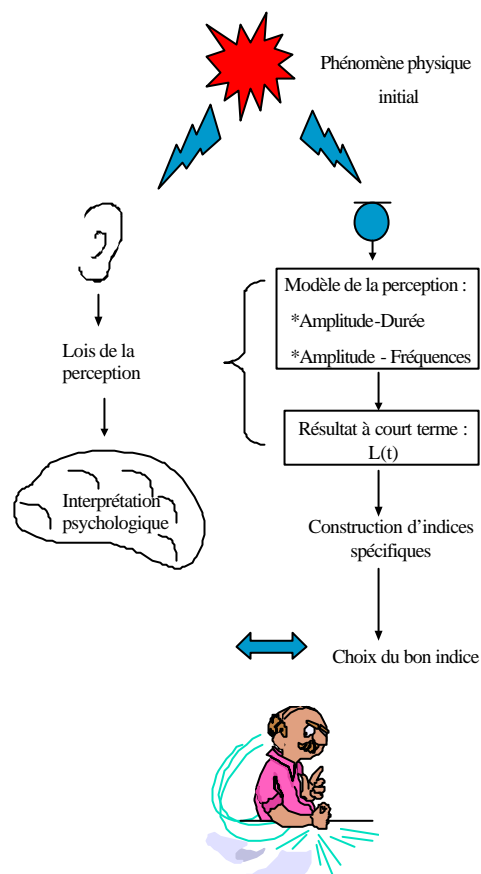 Phénomène physique
initial
Lois de la
perception
Interprétation
psychologique
Modèle de la perception :
*Amplitude-Durée
*Amplitude - Fréquences
Résultat à court terme :
L(t)
Construction d'indices
spécifiques
Choix du bon indice